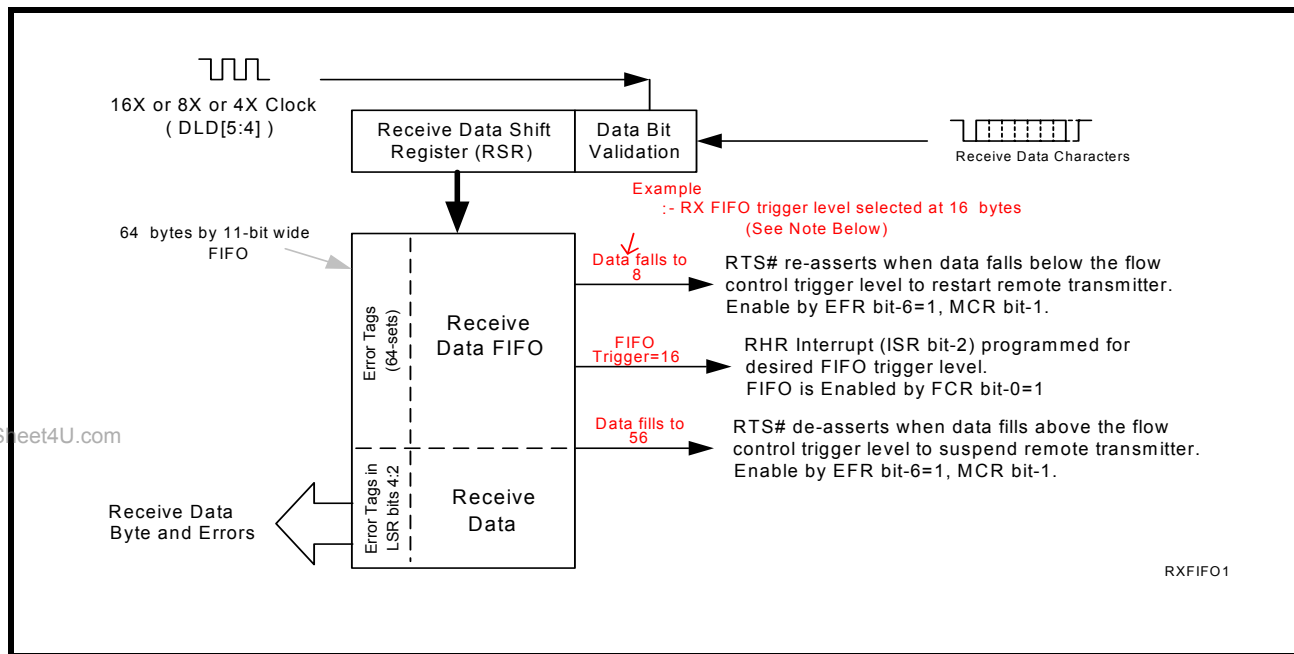 16X or 8X or 4X Clock
( DLD[5:4] )
Receive Data Shift
Register (RSR)
Data Bit
Validation
Receive Data Characters
Example
:- RX FIFO trigger level selected at 16 bytes
(See Note Below)
64 bytes by 11-bit wide
FIFO
Data falls to
8
RTS# re-asserts when data falls below the flow
control trigger level to restart remote transmitter.
Enable by EFR bit-6=1, MCR bit-1.
Error Tags
(64-sets)
Receive
Data FIFO
FIFO
Trigger=16
RHR Interrupt (ISR bit-2) programmed for
desired FIFO trigger level.
FIFO is Enabled by FCR bit-0=1
Data fills to
56
RTS# de-asserts when data fills above the flow
control trigger level to suspend remote transmitter.
Enable by EFR bit-6=1, MCR bit-1.
Sheet4U.com
Error Tags in
LSR bits 4:2
Receive
Data
Receive Data
Byte and Errors
RXFIFO1